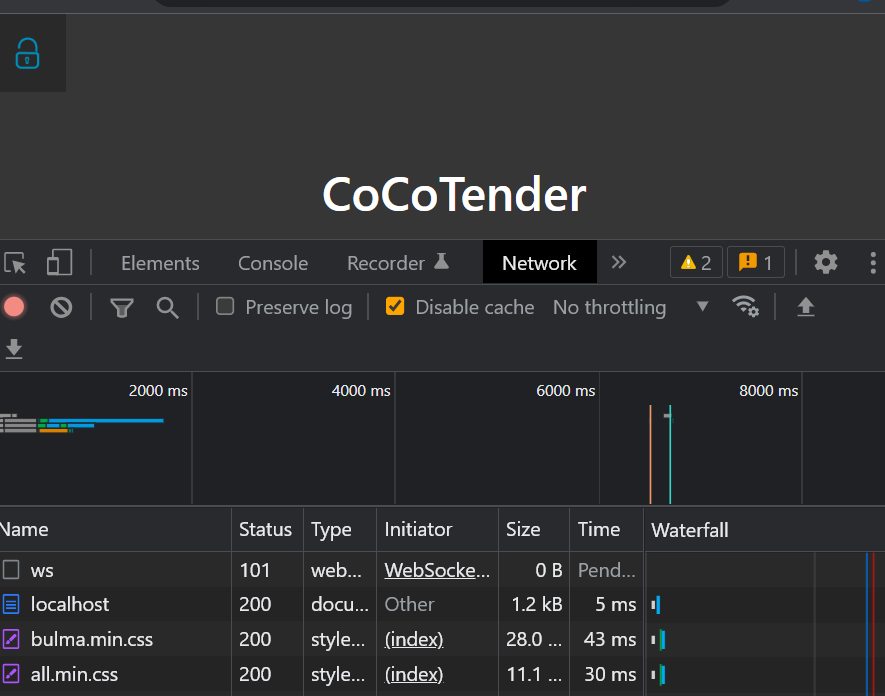 CoCoTender
Elements Console Recorder Network 2 1
Preserve log Disable cache No throttling
2000 ms 4000 ms 6000 ms 8000 ms
Name Status Type Initiator Size Time Waterfall
ws 101 web... WebSocke... 0 B Pend...
localhost 200 docu... Other 1.2 kB 5 ms
bulma.min.css 200 style... (index) 28.0 ... 43 ms
all.min.css 200 style... (index) 11.1 ... 30 ms